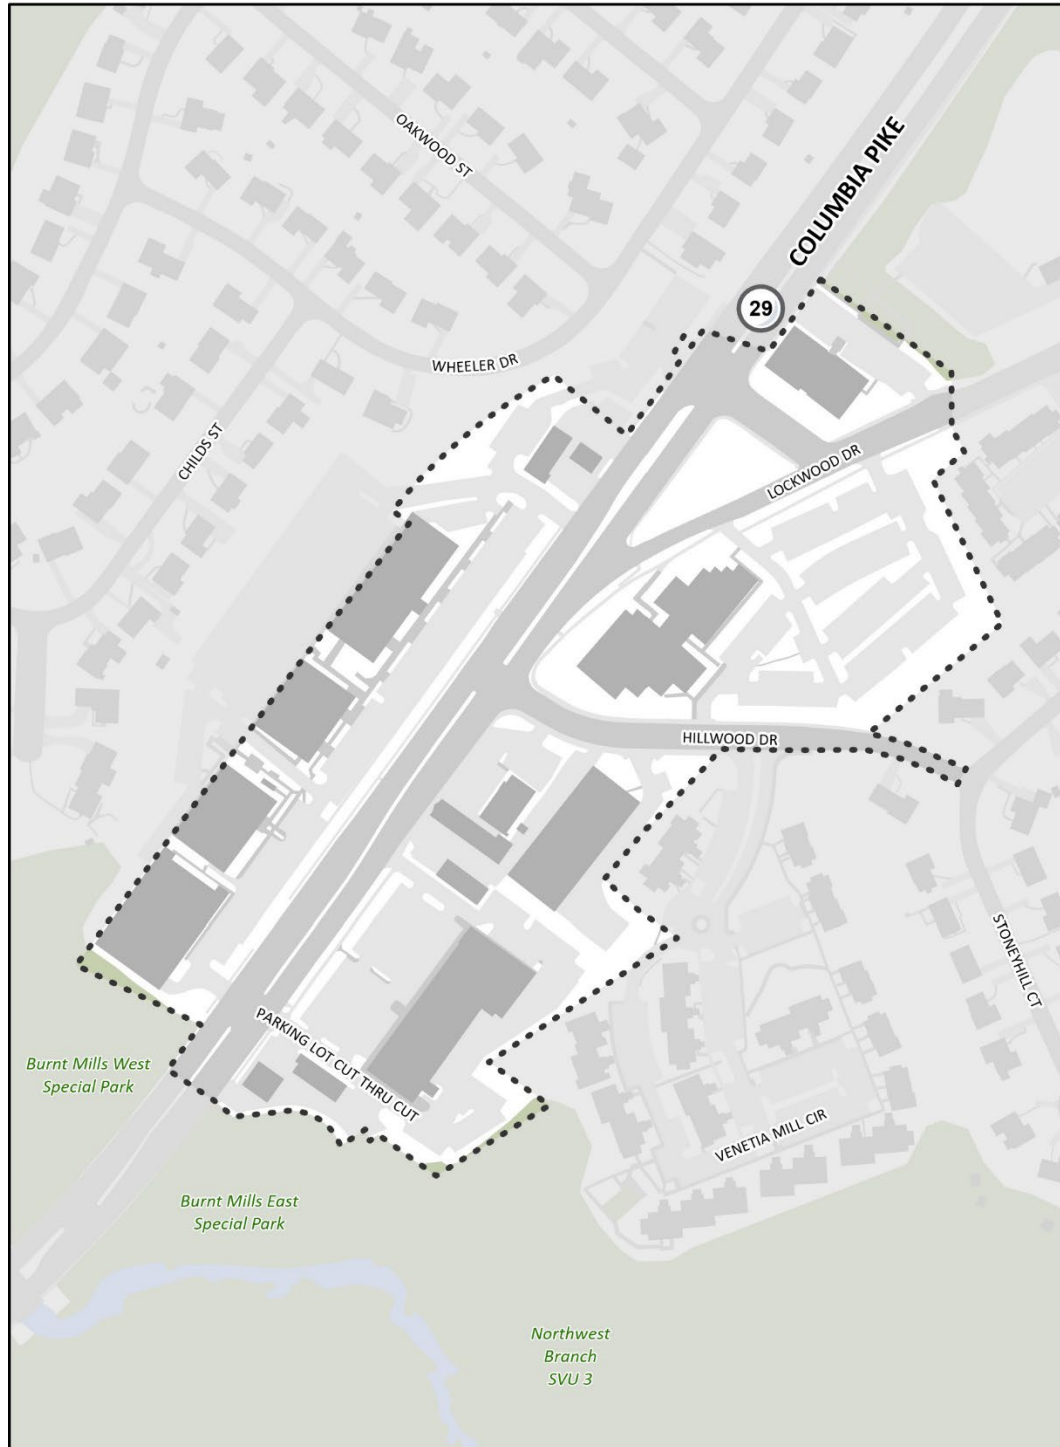 OAKWOOD ST
COLUMBIA PIKE
29
WHEELER DR
CHILDS ST
LOCKWOOD DR
HILLWOOD DR
STONEYHILL CT
PARKING LOT CUT THRU CUT
Burnt Mills West
Special Park
VENETIA MILL CIR
Burnt Mills East
Special Park
Northwest
Branch
SVU 3